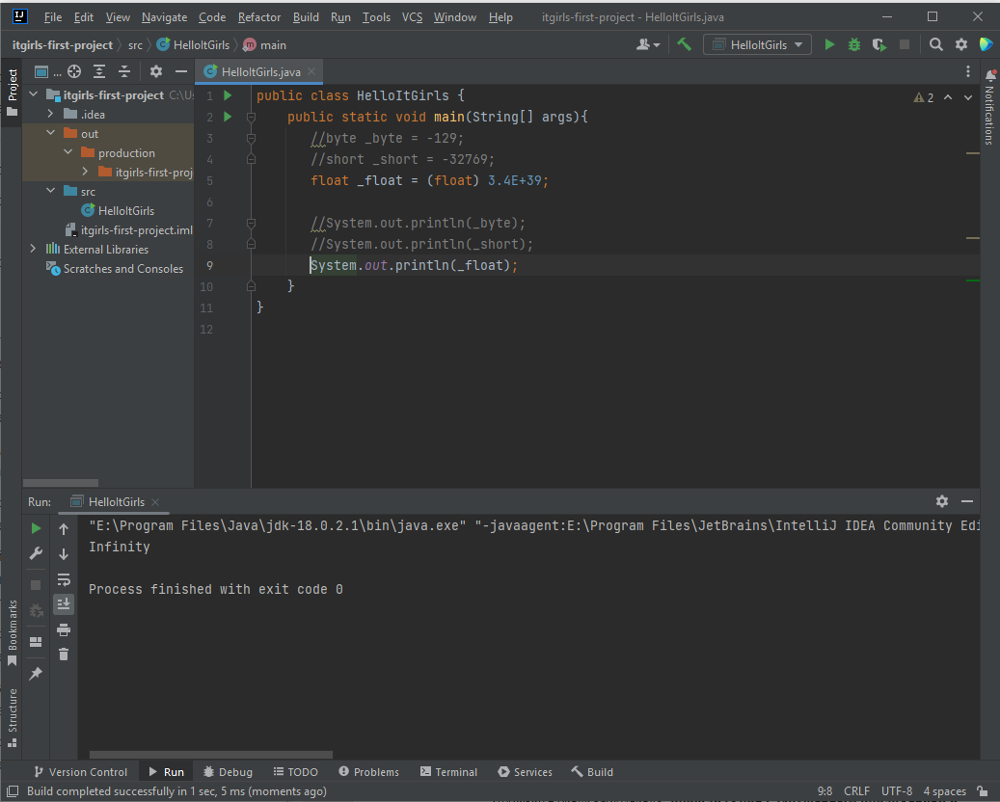 File Edit View Navigate Code Refactor Build Run Tools VCS Window Help itgirls-first-project - HelloItGirls.java
itgirls-first-project src HelloItGirls main HelloItGirls
Project
... HelloItGirls.java
itgirls-first-project C:\Us
.idea
out
production
itgirls-first-proj
src
HelloItGirls
itgirls-first-project.iml
External Libraries
Scratches and Consoles
1 public class HelloItGirls {
2 public static void main(String[] args){
3 //byte _byte = -129;
4 //short _short = -32769;
5 float _float = (float) 3.4E+39;
6
7 //System.out.println(_byte);
8 //System.out.println(_short);
9 System.out.println(_float);
10 }
11 }
12
2
Notifications
Run: HelloItGirls
"E:\Program Files\Java\jdk-18.0.2.1\bin\java.exe" "-javaagent:E:\Program Files\JetBrains\IntelliJ IDEA Community Edi
Infinity
Process finished with exit code 0
Bookmarks
Structure
Version Control Run Debug TODO Problems Terminal Services Build
Build completed successfully in 1 sec, 5 ms (moments ago) 9:8 CRLF UTF-8 4 spaces